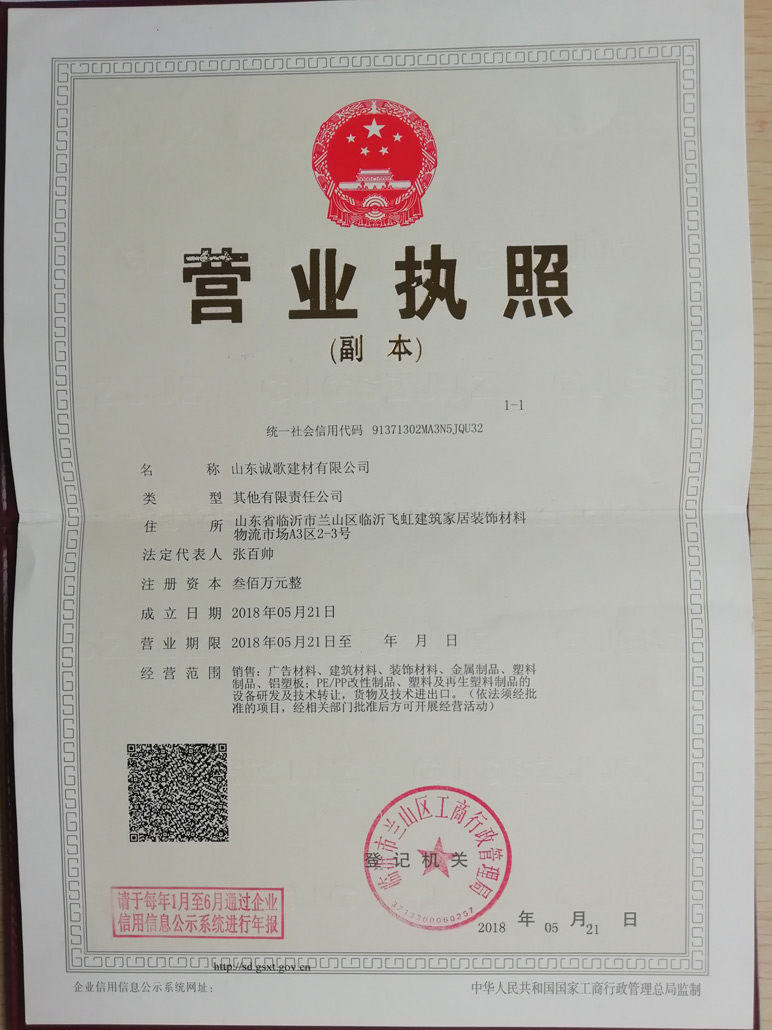 营业执照
(副 本)
1-1
统一社会信用代码 91371302MA3N5JQU32
名 称 山东诚歌建材有限公司
类 型 其他有限责任公司
住 所 山东省临沂市兰山区临沂飞虹建筑家居装饰材料
物流市场A3区2-3号
法定代表人 张百帅
注册资本 叁佰万元整
成立日期 2018年05月21日
营业期限 2018年05月21日至 年 月 日
经营范围 销售：广告材料、建筑材料、装饰材料、金属制品、塑料
制品、铝塑板；PE/PP改性制品、塑料及再生塑料制品的
设备研发及技术转让，货物及技术进出口。（依法须经批
准的项目，经相关部门批准后方可开展经营活动）
临沂市兰山区工商行政管理局
登记机关
3713000060237
请于每年1月至6月通过企业
信用信息公示系统进行年报
2018 年 05 月 21 日
http://sd.gsxt.gov.cn
企业信用信息公示系统网址：
中华人民共和国国家工商行政管理总局监制